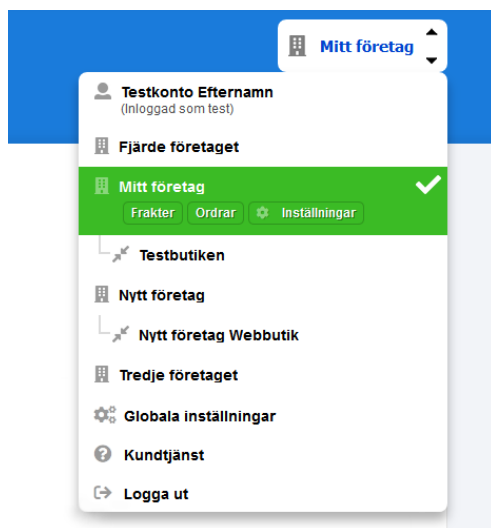 Mitt företag
Testkonto Efternamn
(Inloggad som test)
Fjärde företaget
Mitt företag
Frakter Ordrar Inställningar
Testbutiken
Nytt företag
Nytt företag Webbutik
Tredje företaget
Globala inställningar
Kundtjänst
Logga ut